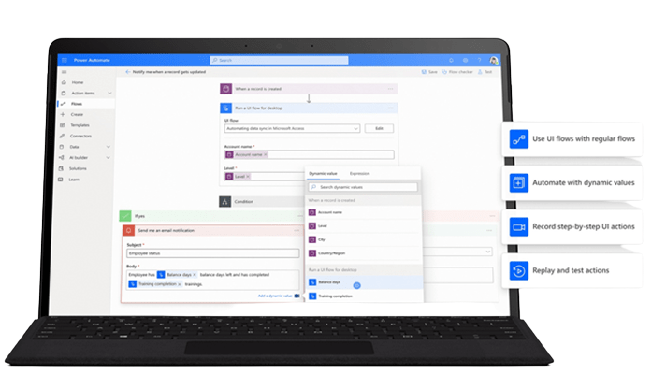 Power Automate
Search
Notify me when a record gets updated
Save
Flow checker
Test
Home
Action items
Flows
Create
Templates
Connectors
Data
AI builder
Solutions
Learn
When a record is created
Run a UI flow for desktop
UI flow
Automating data sync in Microsoft Access
Edit
Account name *
Account name ×
Level *
Level ×
Condition
If yes
Send me an email notification
Subject *
Employee status
Body *
Employee has Balance days × balance days left and has completed
Training completion × trainings.
Add dynamic value
Dynamic value
Expression
Search dynamic values
When a record is created
Account name
Level
City
Country/Region
Run a UI flow for desktop
Balance days
Training completion
Use UI flows with regular flows
Automate with dynamic values
Record step-by-step UI actions
Replay and test actions